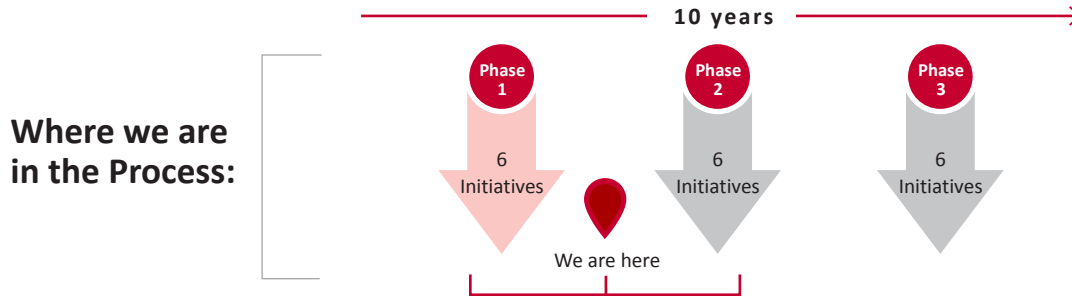 10 years
Phase
1
Phase
2
Phase
3
Where we are
in the Process:
6
Initiatives
6
Initiatives
6
Initiatives
We are here